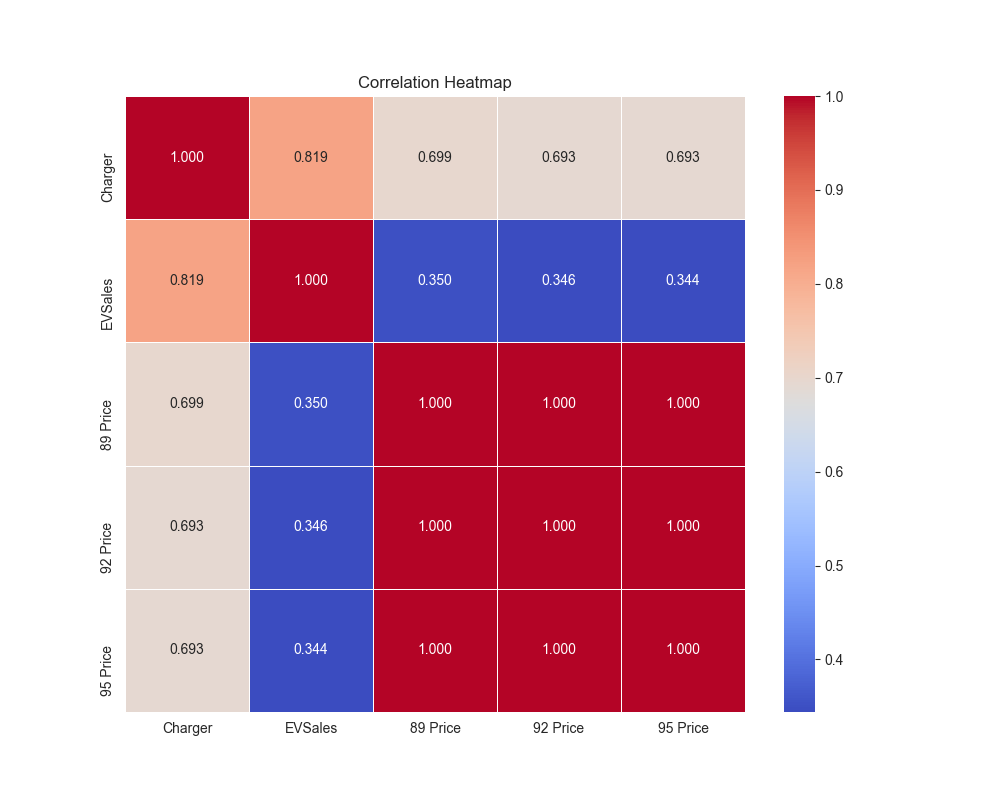 Correlation Heatmap
Charger 1.000 0.819 0.699 0.693 0.693
EVSales 0.819 1.000 0.350 0.346 0.344
89 Price 0.699 0.350 1.000 1.000 1.000
92 Price 0.693 0.346 1.000 1.000 1.000
95 Price 0.693 0.344 1.000 1.000 1.000
Charger EVSales 89 Price 92 Price 95 Price
1.0
0.9
0.8
0.7
0.6
0.5
0.4